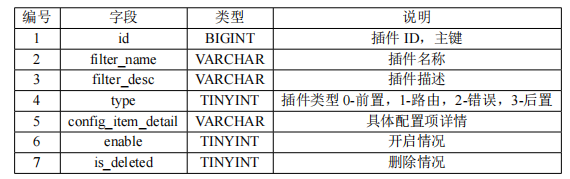 编号 字段 类型 说明
1 id BIGINT 插件 ID，主键
2 filter_name VARCHAR 插件名称
3 filter_desc VARCHAR 插件描述
4 type TINYINT 插件类型 0-前置，1-路由，2-错误，3-后置
5 config_item_detail VARCHAR 具体配置项详情
6 enable TINYINT 开启情况
7 is_deleted TINYINT 删除情况